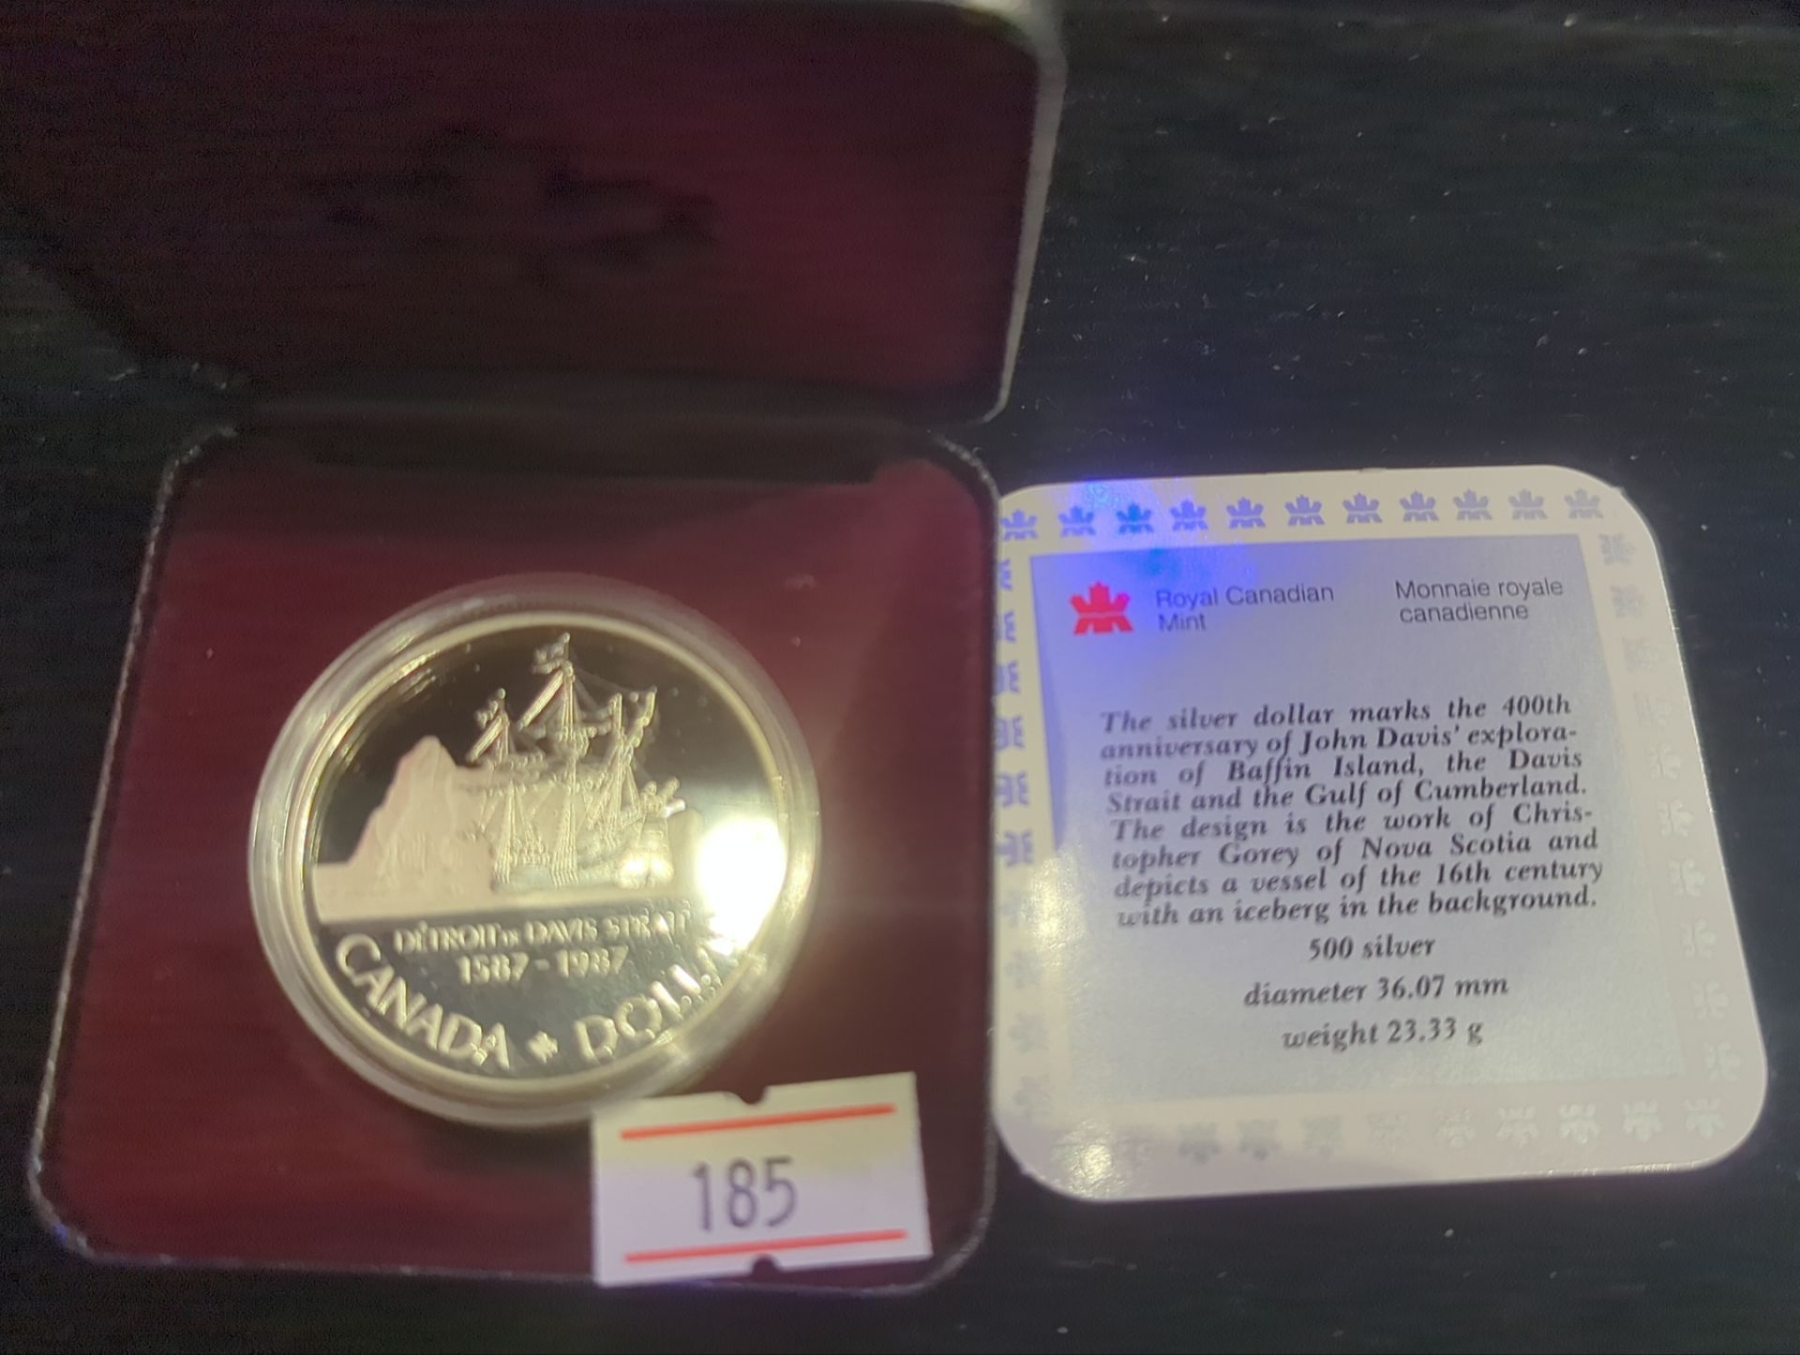 DÉTROIT DE DAVIS STRAIT
1587-1987
CANADA DOLLAR
185
Royal Canadian
Mint
Monnaie royale
canadienne
The silver dollar marks the 400th
anniversary of John Davis' explora-
tion of Baffin Island, the Davis
Strait and the Gulf of Cumberland.
The design is the work of Chris-
topher Gorey of Nova Scotia and
depicts a vessel of the 16th century
with an iceberg in the background.
500 silver
diameter 36.07 mm
weight 23.33 g